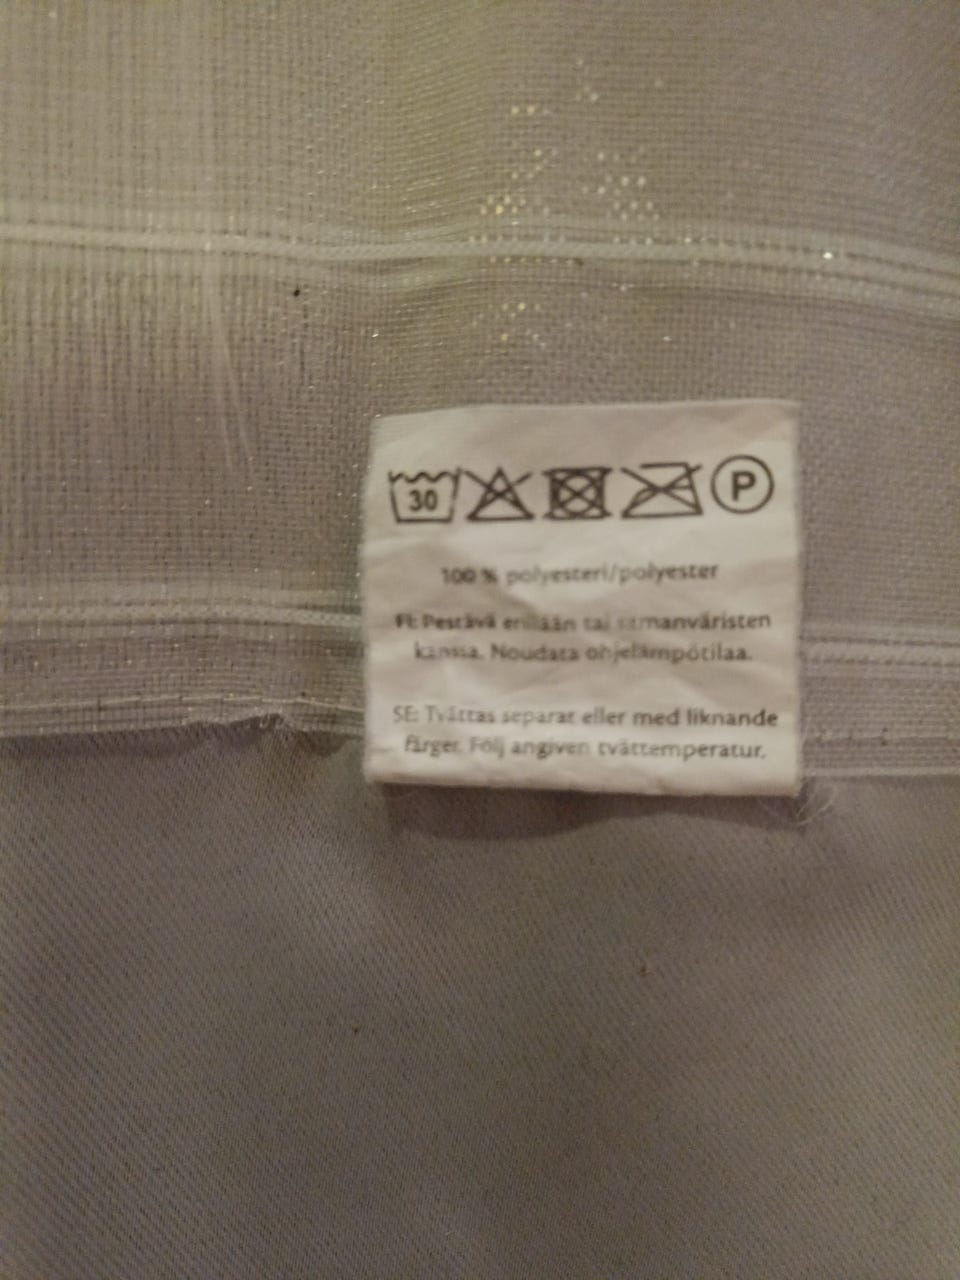 30 P
100 % polyesteri/polyester
FI: Pestävä erillään tai samanväristen
kanssa. Noudata ohjelämpötilaa.
SE: Tvättas separat eller med liknande
färger. Följ angiven tvättemperatur.